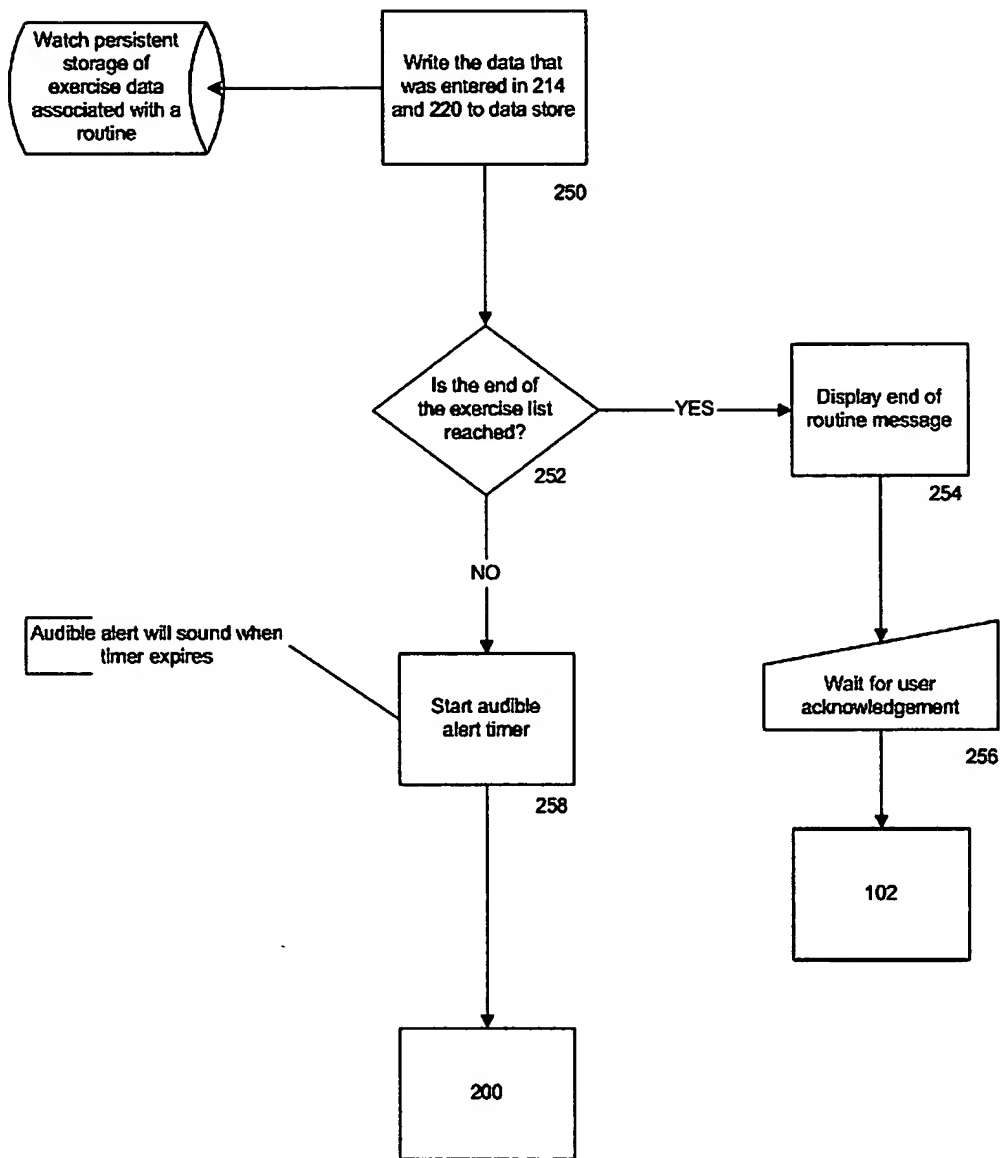 Watch persistent
storage of
exercise data
associated with a
routine
Write the data that
was entered in 214
and 220 to data store
250
Is the end of
the exercise list
reached?
252
YES
Display end of
routine message
254
NO
Audible alert will sound when
timer expires
Start audible
alert timer
258
Wait for user
acknowledgement
256
102
200